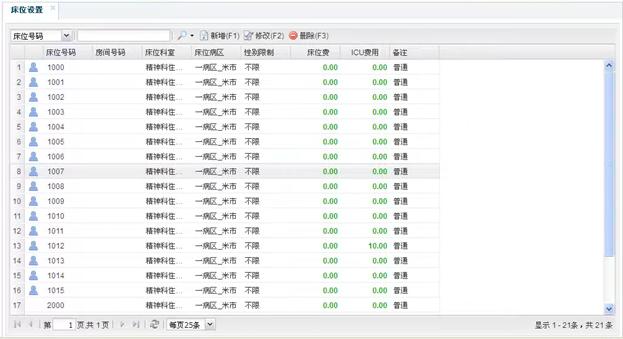 床位设置
床位号码 新增(F1) 修改(F2) 删除(F3)
床位号码 房间号码 床位科室 床位病区 性别限制 床位费 ICU费用 备注
1 1000 精神科住... 一病区_米市 不限 0.00 0.00 普通
2 1001 精神科住... 一病区_米市 不限 0.00 0.00 普通
3 1002 精神科住... 一病区_米市 不限 0.00 0.00 普通
4 1003 精神科住... 一病区_米市 不限 0.00 0.00 普通
5 1004 精神科住... 一病区_米市 不限 0.00 0.00 普通
6 1005 精神科住... 一病区_米市 不限 0.00 0.00 普通
7 1006 精神科住... 一病区_米市 不限 0.00 0.00 普通
8 1007 精神科住... 一病区_米市 不限 0.00 0.00 普通
9 1008 精神科住... 一病区_米市 不限 0.00 0.00 普通
10 1009 精神科住... 一病区_米市 不限 0.00 0.00 普通
11 1010 精神科住... 一病区_米市 不限 0.00 0.00 普通
12 1011 精神科住... 一病区_米市 不限 0.00 0.00 普通
13 1012 精神科住... 一病区_米市 不限 0.00 10.00 普通
14 1013 精神科住... 一病区_米市 不限 0.00 0.00 普通
15 1014 精神科住... 一病区_米市 不限 0.00 0.00 普通
16 1015 精神科住... 一病区_米市 不限 0.00 0.00 普通
17 2000 精神科住... 一病区_米市 不限 0.00 0.00 普通
第 1 页,共 1 页 每页25条 显示 1 - 21条，共 21 条